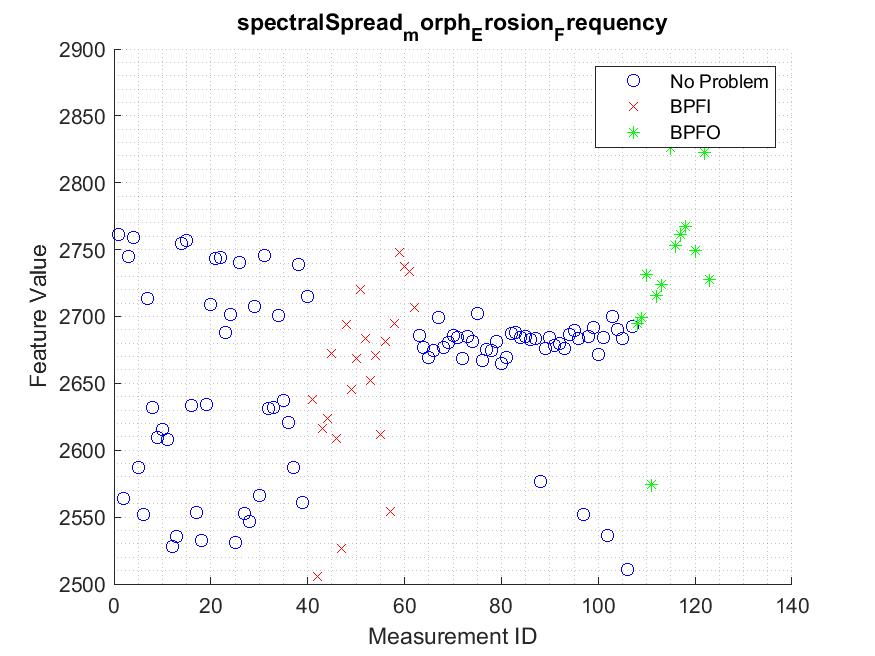 spectralSpread_morph_Erosion_Frequency
2900
2850
2800
2750
2700
2650
2600
2550
2500
Feature Value
0 20 40 60 80 100 120 140
Measurement ID
No Problem
BPFI
BPFO